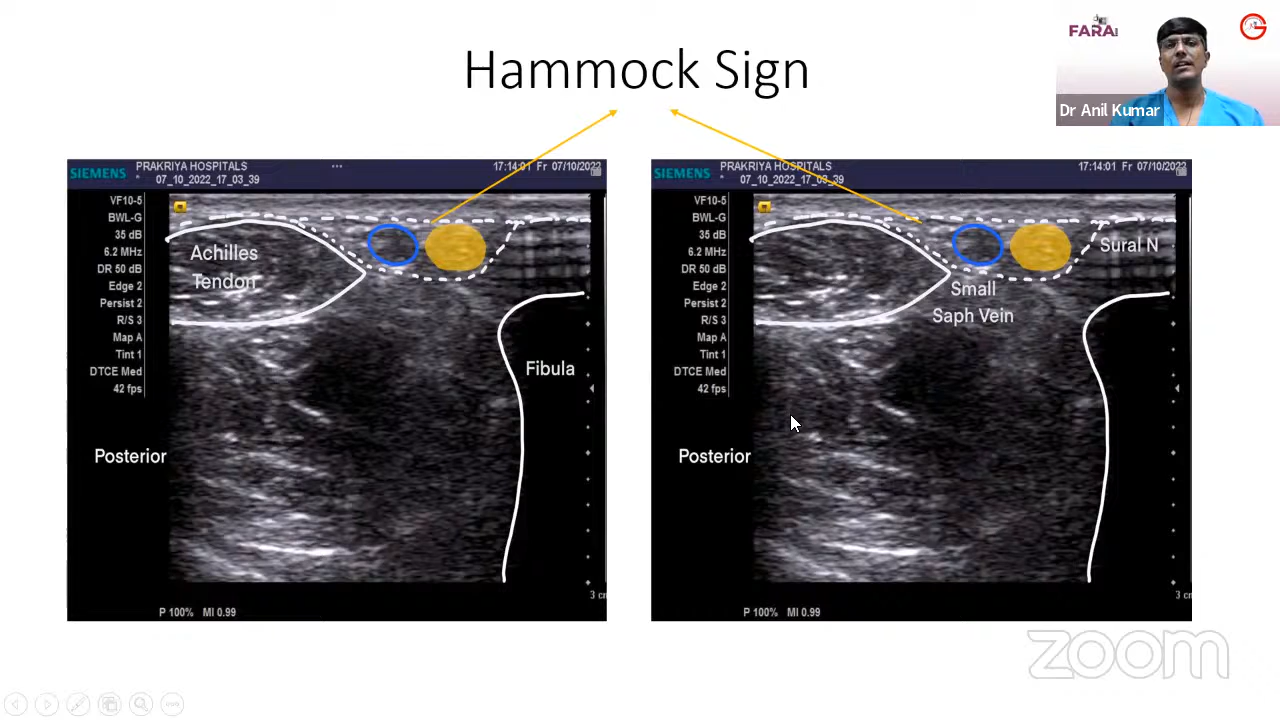 Hammock Sign
FARA
G
Dr Anil Kumar
SIEMENS
PRAKRIYA HOSPITALS
* 07_10_2022_17_03_39
17:14:01 Fr 07/10/2022
VF10-5
BWL-G
35 dB
6.2 MHz
DR 50 dB
Edge 2
Persist 2
R/S 3
Map A
Tint 1
DTCE Med
42 fps
Achilles
Tendon
Fibula
Posterior
3 cm
P 100% MI 0.99
SIEMENS
PRAKRIYA HOSPITALS
* 07_10_2022_17_03_39
17:14:01 Fr 07/10/2022
VF10-5
BWL-G
35 dB
6.2 MHz
DR 50 dB
Edge 2
Persist 2
R/S 3
Map A
Tint 1
DTCE Med
42 fps
Sural N
Small
Saph Vein
Posterior
3 cm
P 100% MI 0.99
zoom